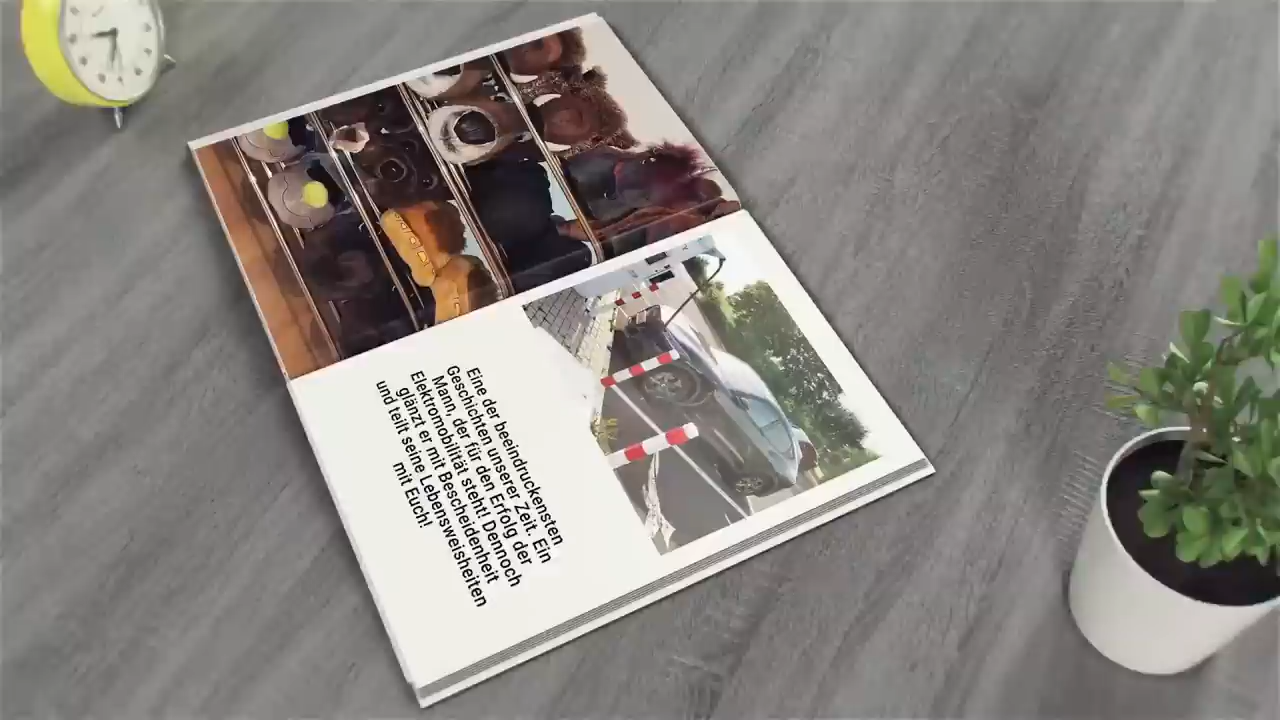 Eine der beeindruckensten
Geschichten unserer Zeit. Ein
Mann, der für den Erfolg der
Elektromobilität steht! Dennoch
glänzt er mit Bescheidenheit
und teilt seine Lebensweisheiten
mit Euch!